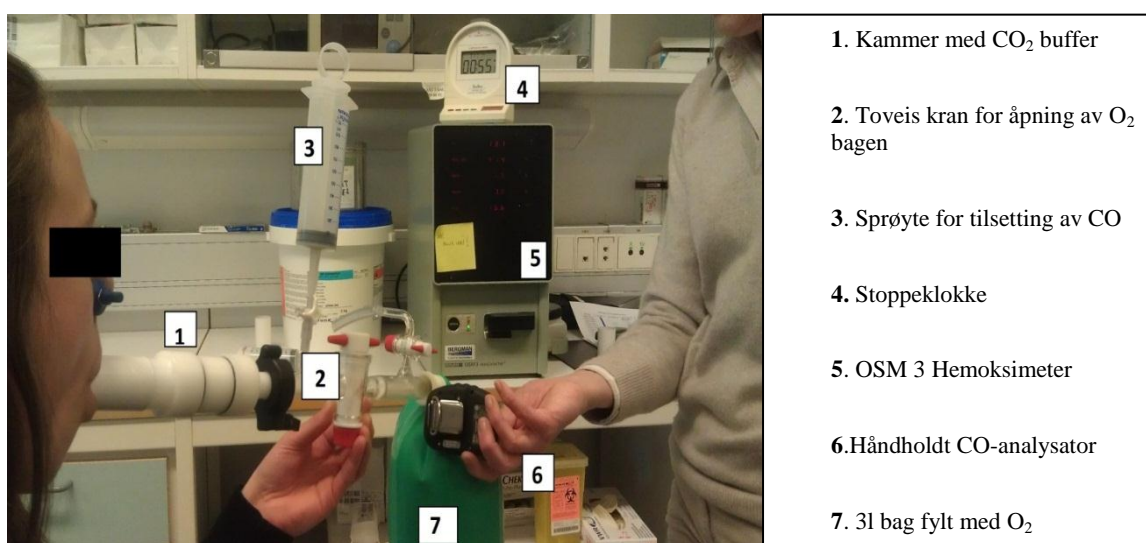 1
2
3
4
5
6
7
00557
1. Kammer med CO₂ buffer
2. Toveis kran for åpning av O₂
bagen
3. Sprøyte for tilsetting av CO
4. Stoppeklokke
5. OSM 3 Hemoksimeter
6.Håndholdt CO-analysator
7. 3l bag fylt med O₂